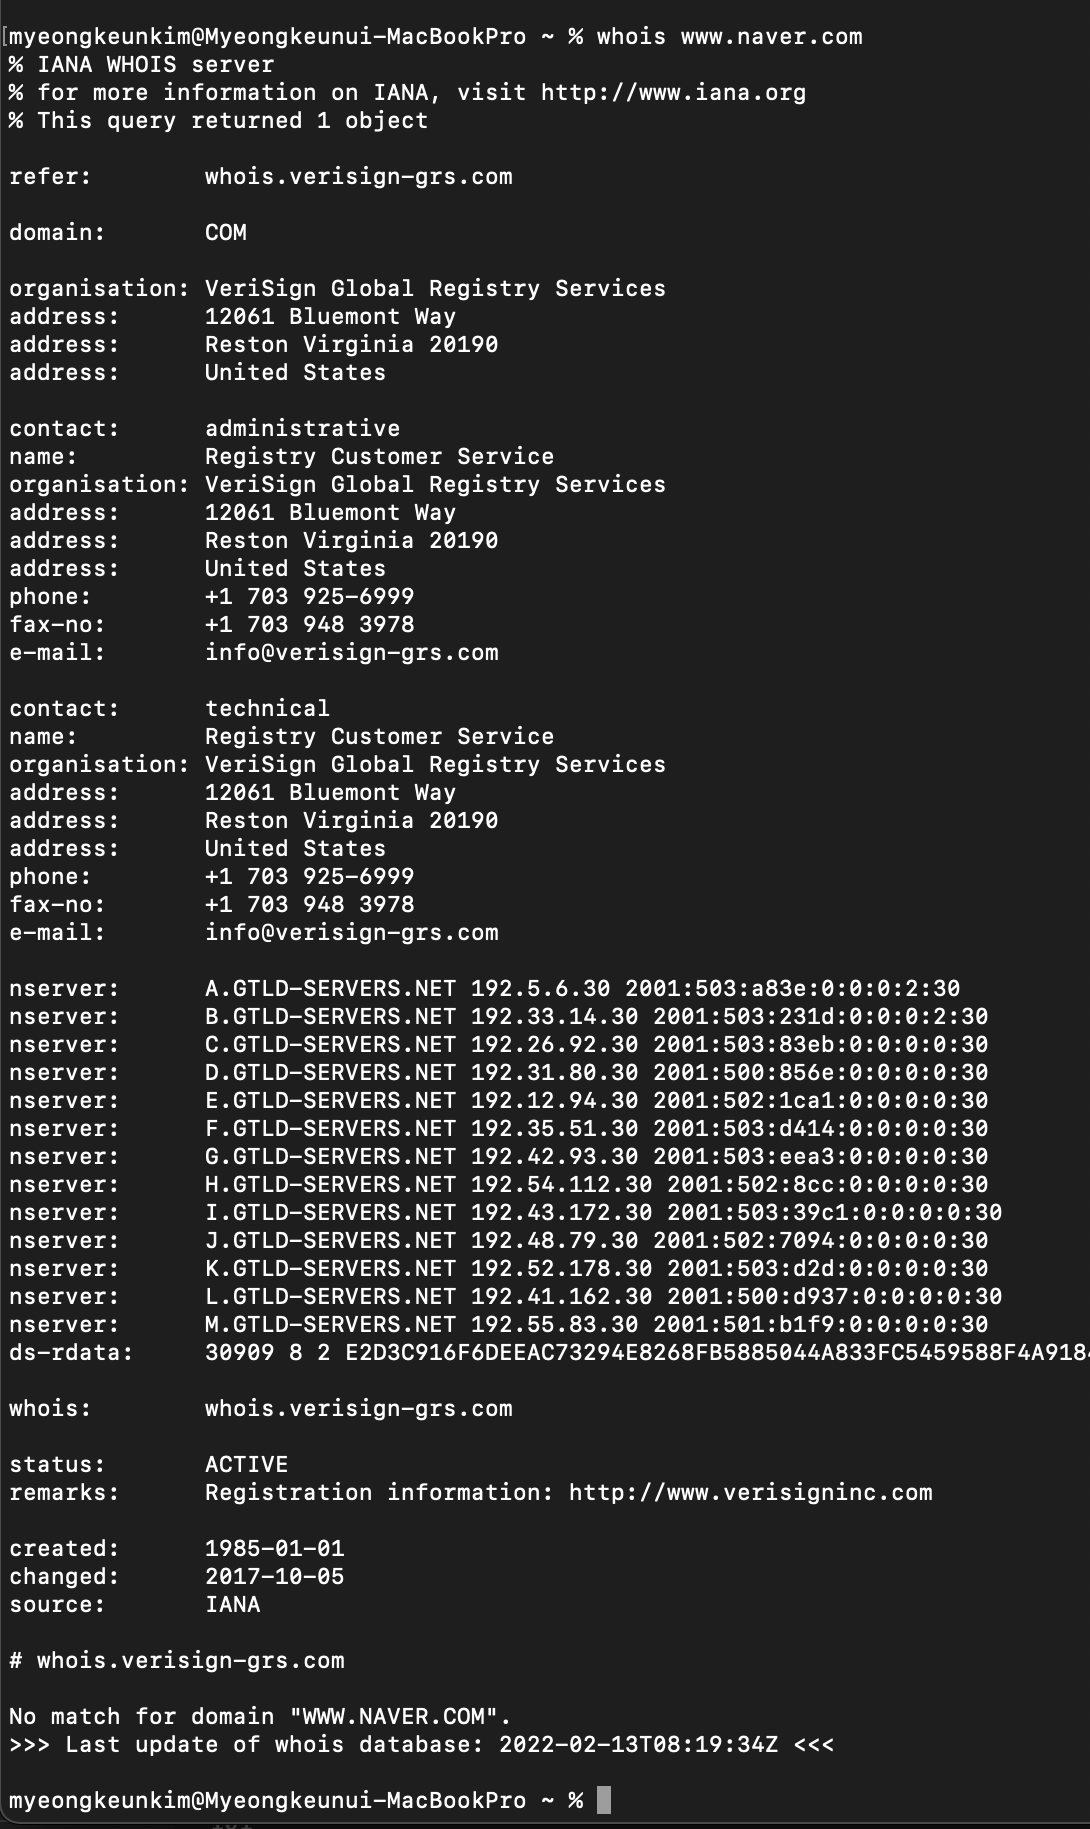 [myeongkeunkim@Myeongkeunui-MacBookPro ~ % whois www.naver.com
% IANA WHOIS server
% for more information on IANA, visit http://www.iana.org
% This query returned 1 object
refer: whois.verisign-grs.com
domain: COM
organisation: VeriSign Global Registry Services
address: 12061 Bluemont Way
address: Reston Virginia 20190
address: United States
contact: administrative
name: Registry Customer Service
organisation: VeriSign Global Registry Services
address: 12061 Bluemont Way
address: Reston Virginia 20190
address: United States
phone: +1 703 925-6999
fax-no: +1 703 948 3978
e-mail: info@verisign-grs.com
contact: technical
name: Registry Customer Service
organisation: VeriSign Global Registry Services
address: 12061 Bluemont Way
address: Reston Virginia 20190
address: United States
phone: +1 703 925-6999
fax-no: +1 703 948 3978
e-mail: info@verisign-grs.com
nserver: A.GTLD-SERVERS.NET 192.5.6.30 2001:503:a83e:0:0:0:2:30
nserver: B.GTLD-SERVERS.NET 192.33.14.30 2001:503:231d:0:0:0:2:30
nserver: C.GTLD-SERVERS.NET 192.26.92.30 2001:503:83eb:0:0:0:0:30
nserver: D.GTLD-SERVERS.NET 192.31.80.30 2001:500:856e:0:0:0:0:30
nserver: E.GTLD-SERVERS.NET 192.12.94.30 2001:502:1ca1:0:0:0:0:30
nserver: F.GTLD-SERVERS.NET 192.35.51.30 2001:503:d414:0:0:0:0:30
nserver: G.GTLD-SERVERS.NET 192.42.93.30 2001:503:eea3:0:0:0:0:30
nserver: H.GTLD-SERVERS.NET 192.54.112.30 2001:502:8cc:0:0:0:0:30
nserver: I.GTLD-SERVERS.NET 192.43.172.30 2001:503:39c1:0:0:0:0:30
nserver: J.GTLD-SERVERS.NET 192.48.79.30 2001:502:7094:0:0:0:0:30
nserver: K.GTLD-SERVERS.NET 192.52.178.30 2001:503:d2d:0:0:0:0:30
nserver: L.GTLD-SERVERS.NET 192.41.162.30 2001:500:d937:0:0:0:0:30
nserver: M.GTLD-SERVERS.NET 192.55.83.30 2001:501:b1f9:0:0:0:0:30
ds-rdata: 30909 8 2 E2D3C916F6DEEAC73294E8268FB5885044A833FC5459588F4A9184
whois: whois.verisign-grs.com
status: ACTIVE
remarks: Registration information: http://www.verisigninc.com
created: 1985-01-01
changed: 2017-10-05
source: IANA
# whois.verisign-grs.com
No match for domain "WWW.NAVER.COM".
>>> Last update of whois database: 2022-02-13T08:19:34Z <<<
myeongkeunkim@Myeongkeunui-MacBookPro ~ %